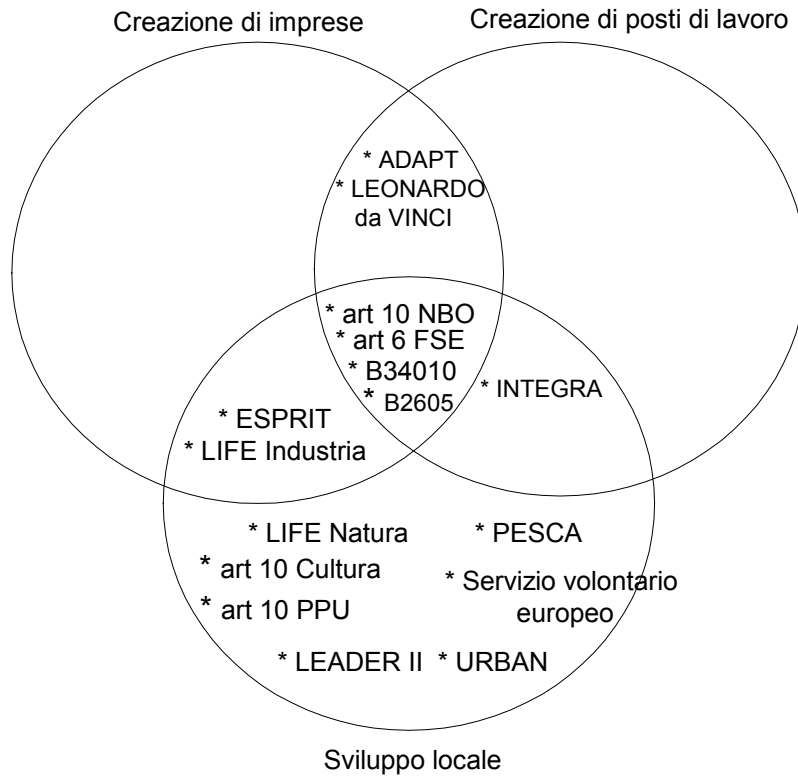 Creazione di imprese
Creazione di posti di lavoro
* ADAPT
* LEONARDO
da VINCI
* art 10 NBO
* art 6 FSE
* B34010
* B2605
* INTEGRA
* ESPRIT
* LIFE Industria
* LIFE Natura
* PESCA
* art 10 Cultura
* Servizio volontario
europeo
* art 10 PPU
* LEADER II * URBAN
Sviluppo locale